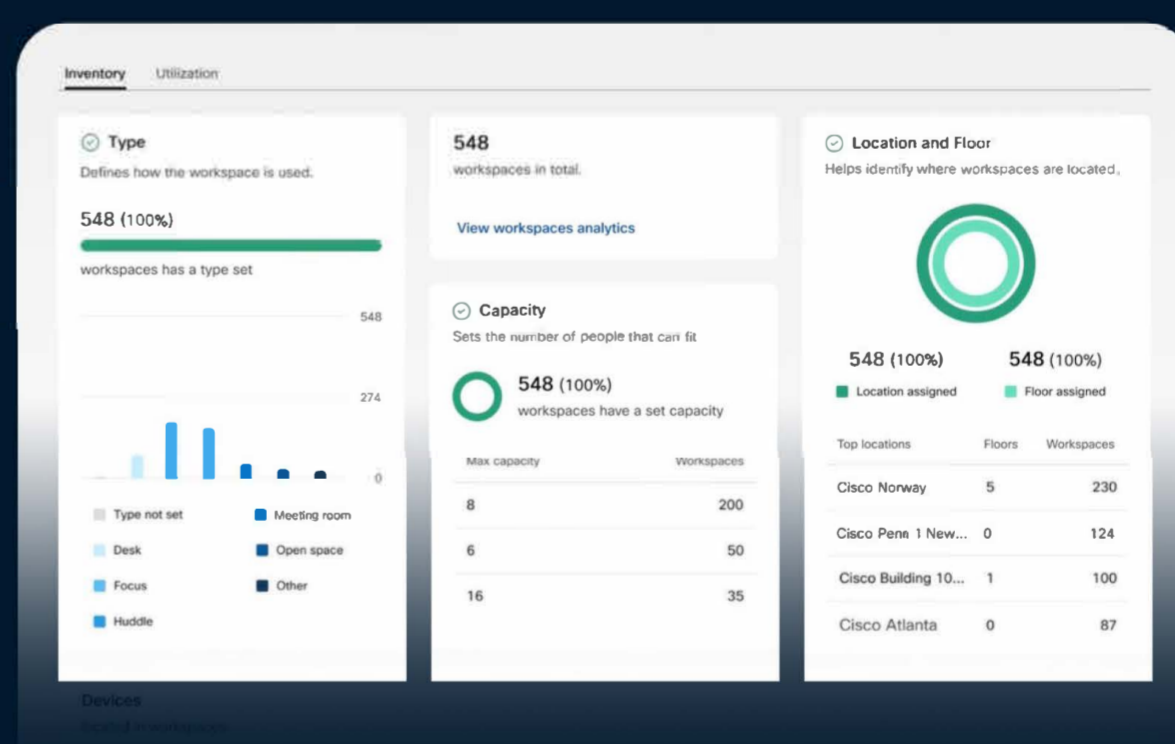 Inventory Utilization
Type
Defines how the workspace is used.
548 (100%)
workspaces has a type set
548
274
0
Type not set Meeting room
Desk Open space
Focus Other
Huddle
548
workspaces in total.
View workspaces analytics
Capacity
Sets the number of people that can fit
548 (100%)
workspaces have a set capacity
Max capacity Workspaces
8 200
6 50
16 35
Location and Floor
Helps identify where workspaces are located.
548 (100%) 548 (100%)
Location assigned Floor assigned
Top locations Floors Workspaces
Cisco Norway 5 230
Cisco Penn 1 New... 0 124
Cisco Building 10... 1 100
Cisco Atlanta 0 87
Devices
located in workspaces